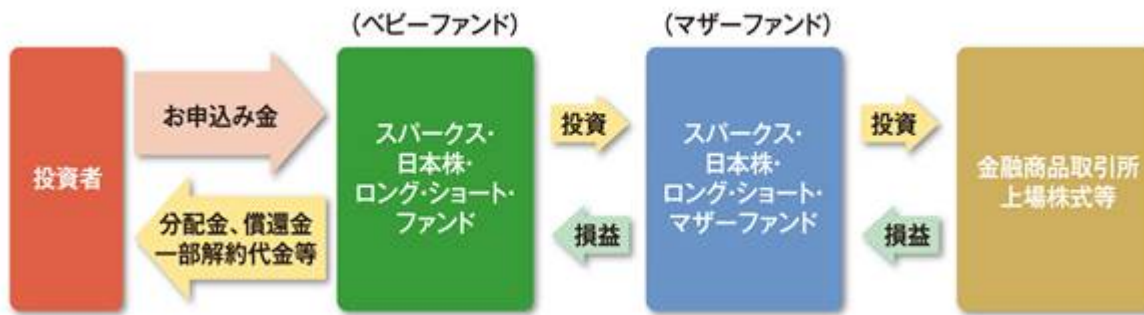 (ベビーファンド)
(マザーファンド)
投資者
お申込み金
分配金、償還金
一部解約代金等
スパークス・
日本株・
ロング・ショート・
ファンド
投資
損益
スパークス・
日本株・
ロング・ショート・
マザーファンド
投資
損益
金融商品取引所
上場株式等